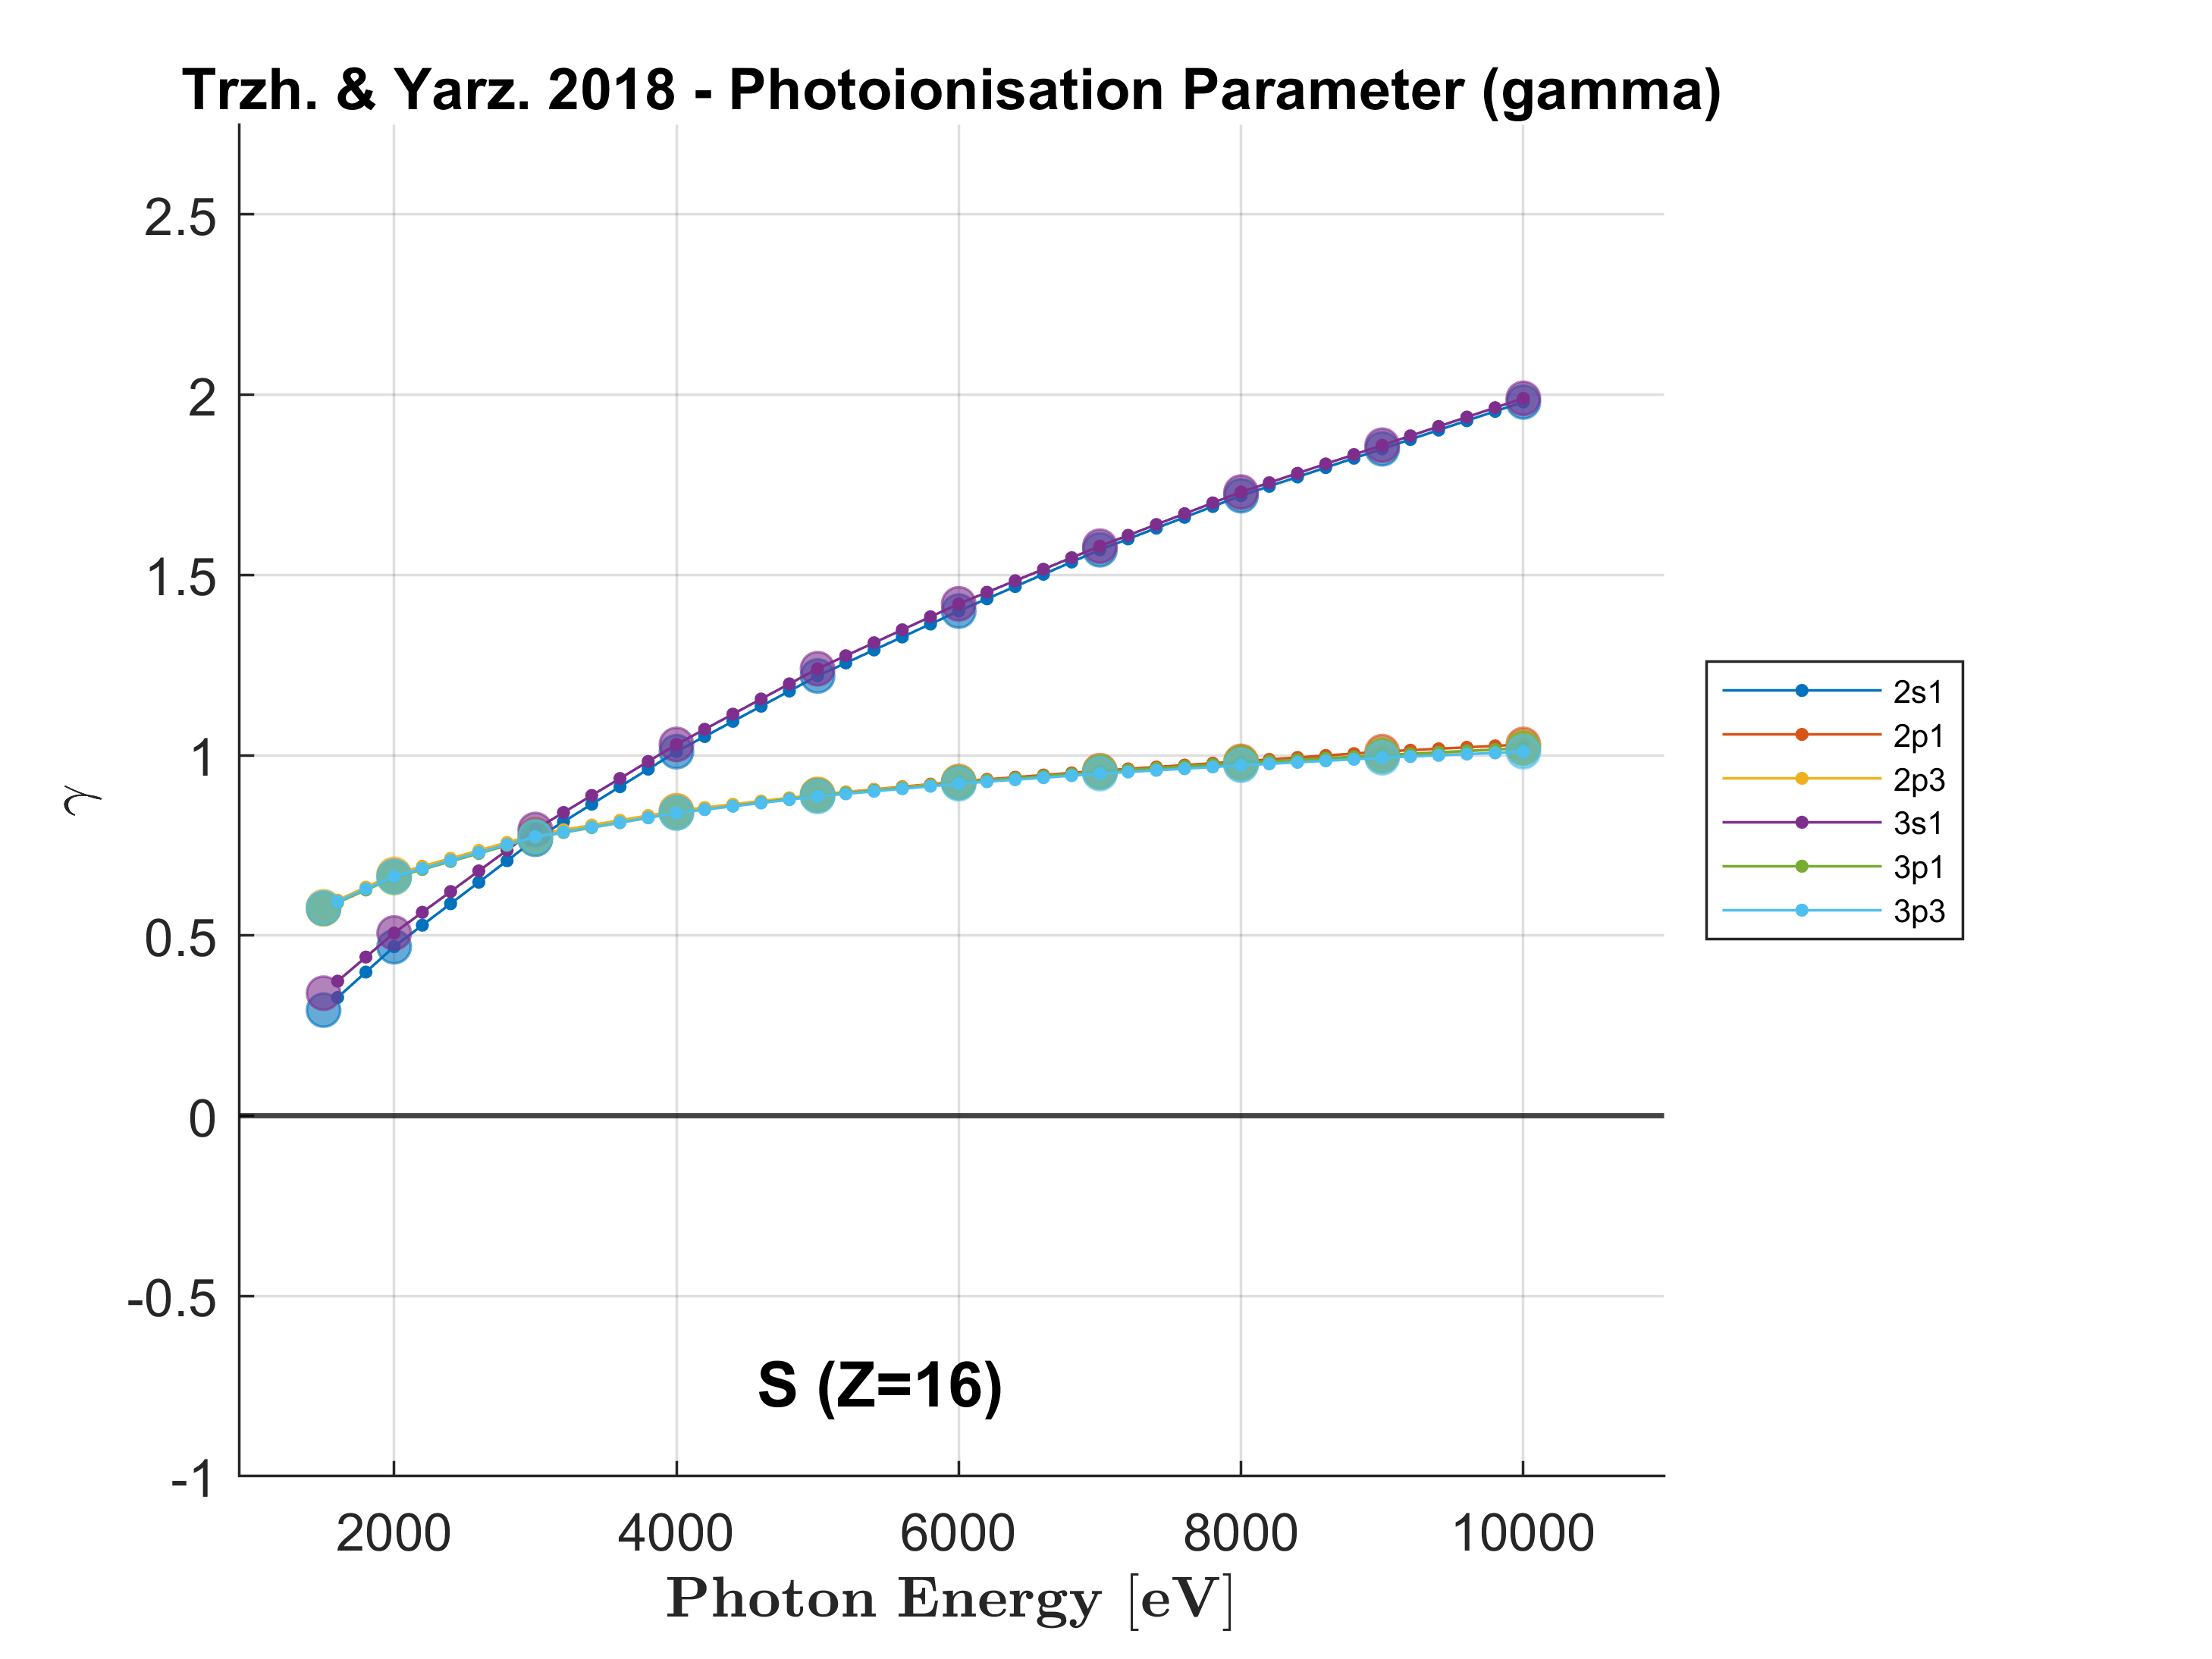 Trzh. & Yarz. 2018 - Photoionisation Parameter (gamma)
2.5
2
1.5
1
0.5
0
-0.5
-1
γ
2s1
2p1
2p3
3s1
3p1
3p3
S (Z=16)
2000 4000 6000 8000 10000
Photon Energy [eV]